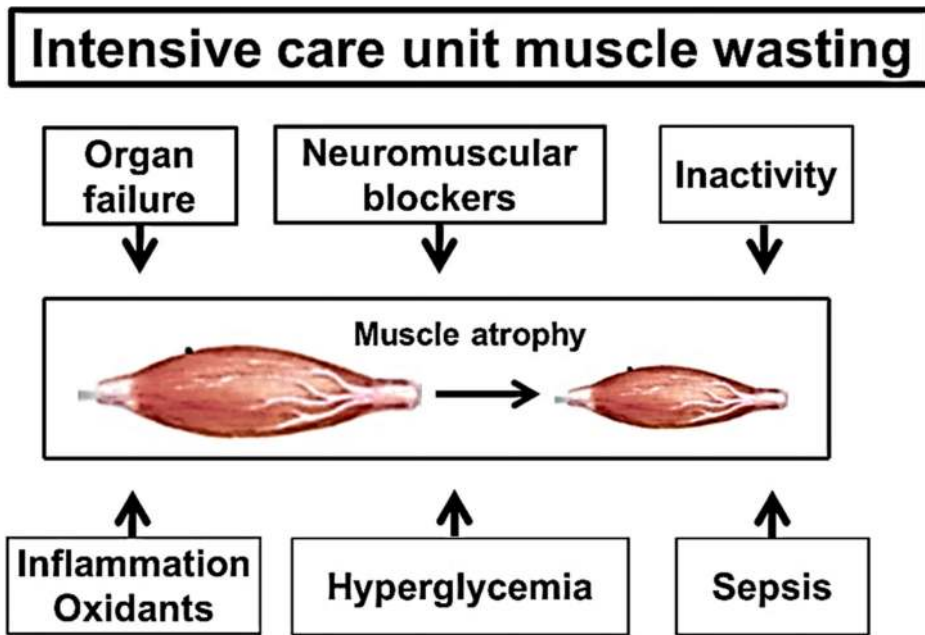 Intensive care unit muscle wasting
Organ
failure
Neuromuscular
blockers
Inactivity
Muscle atrophy
Inflammation
Oxidants
Hyperglycemia
Sepsis